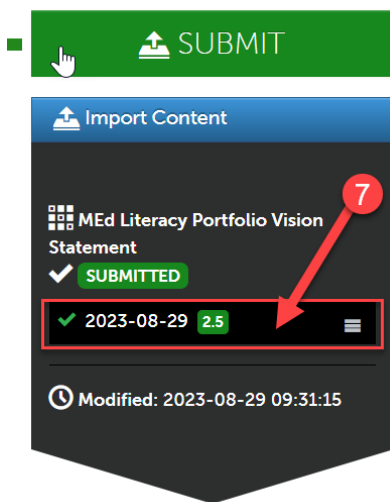 SUBMIT
Import Content
7
MEd Literacy Portfolio Vision
Statement
SUBMITTED
2023-08-29 2.5
Modified: 2023-08-29 09:31:15